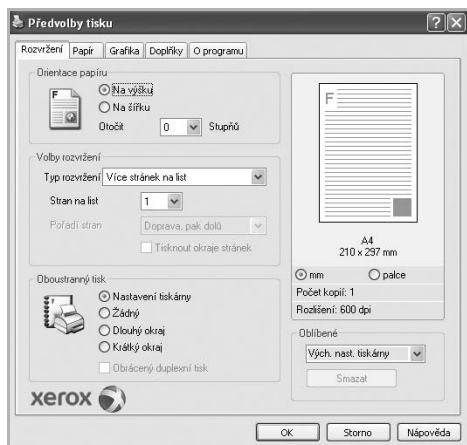 Předvolby tisku
Rozvržení Papír Grafika Doplňky O programu
Orientace papíru
F
Na výšku
Na šířku
Otočit 0 Stupňů
Volby rozvržení
Typ rozvržení Více stránek na list
Stran na list 1
Pořadí stran Doprava, pak dolů
Tisknout okraje stránek
Oboustranný tisk
Nastavení tiskárny
Žádný
Dlouhý okraj
Krátký okraj
Obrácený duplexní tisk
xerox
F
A4
210 x 297 mm
mm palce
Počet kopií: 1
Rozlišení: 600 dpi
Oblíbené
Vých. nast. tiskárny
Smazat
OK Storno Nápověda